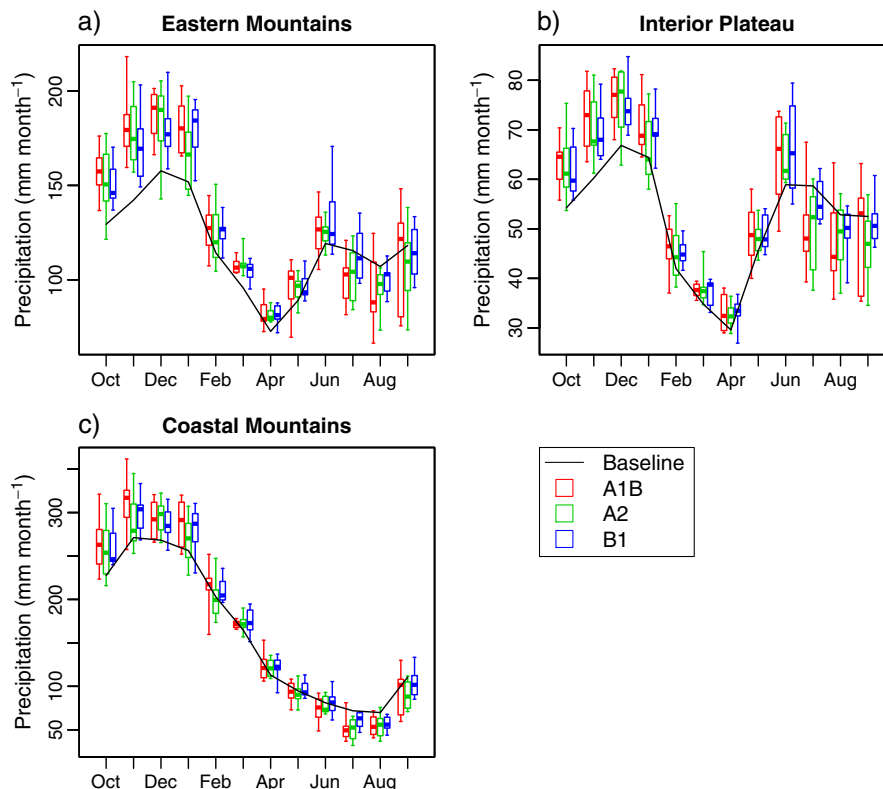 a) Eastern Mountains
Precipitation (mm month⁻¹)
200
150
100
Oct Dec Feb Apr Jun Aug
b) Interior Plateau
Precipitation (mm month⁻¹)
80
70
60
50
40
30
Oct Dec Feb Apr Jun Aug
c) Coastal Mountains
Precipitation (mm month⁻¹)
300
200
100
50
Oct Dec Feb Apr Jun Aug
Baseline
A1B
A2
B1